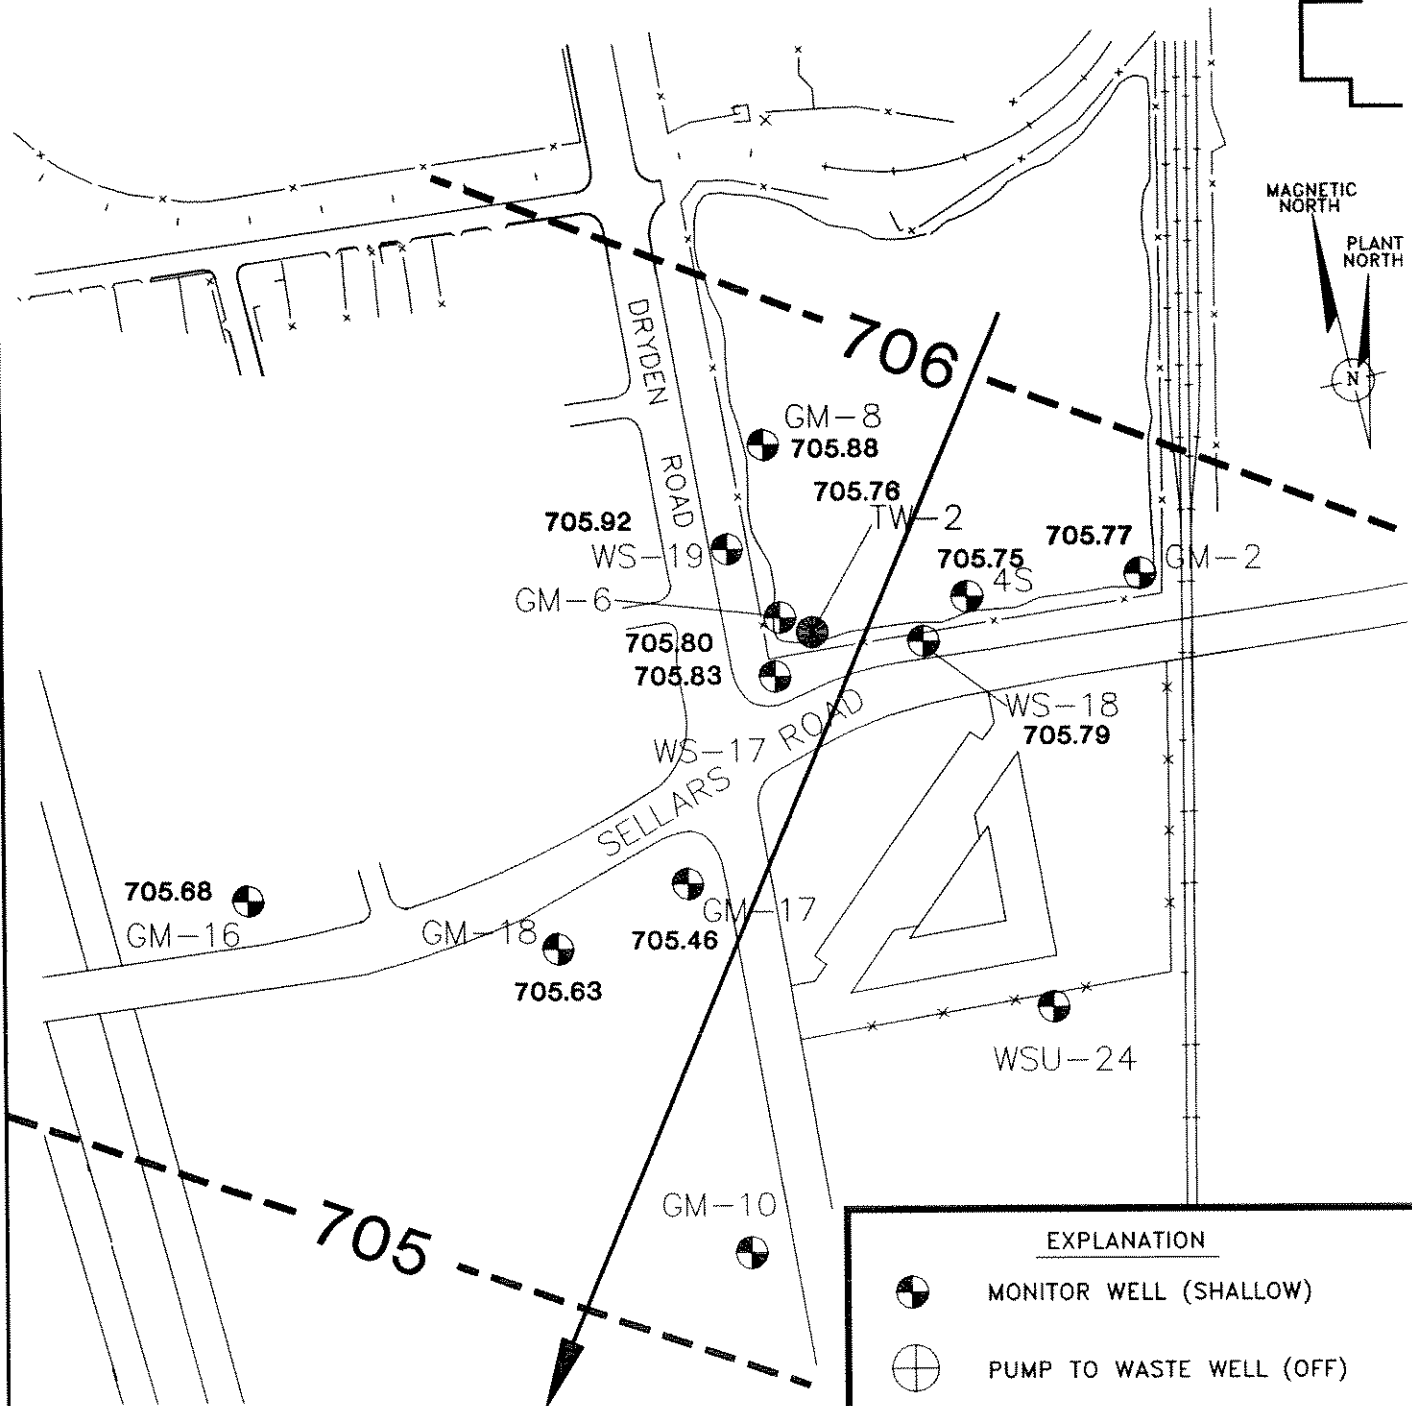 MAGNETIC
NORTH
PLANT
NORTH
N
DRYDEN ROAD
706
GM-8
705.88
705.76
TW-2
705.92
WS-19
705.75
4S
705.77
GM-2
GM-6
705.80
705.83
WS-17
WS-18
705.79
SELLARS ROAD
705.68
GM-16
GM-18
705.63
GM-17
705.46
WSU-24
705
GM-10
EXPLANATION
MONITOR WELL (SHALLOW)
PUMP TO WASTE WELL (OFF)